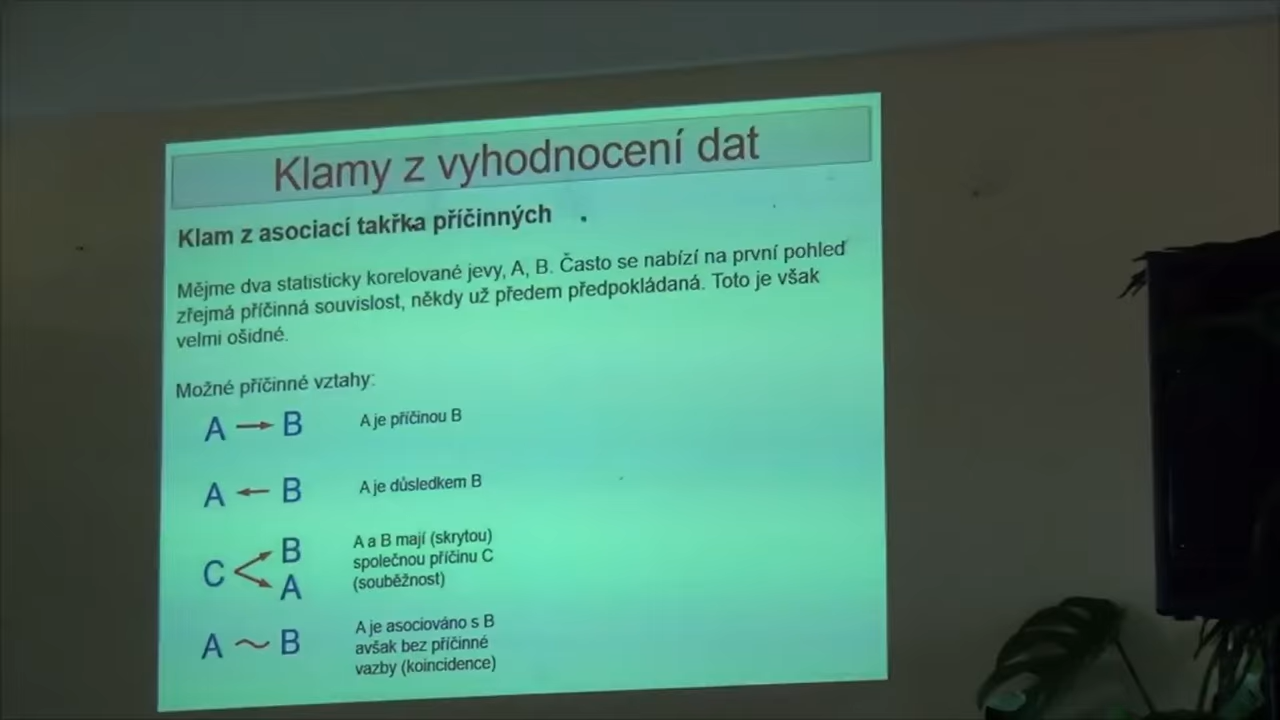 Klamy z vyhodnocení dat
Klam z asociací takřka příčinných
Mějme dva statisticky korelované jevy, A, B. Často se nabízí na první pohled
zřejmá příčinná souvislost, někdy už předem předpokládaná. Toto je však
velmi ošidné.
Možné příčinné vztahy:
A → B A je příčinou B
A ← B A je důsledkem B
C B A
A a B mají (skrytou)
společnou příčinu C
(souběžnost)
A ~ B
A je asociováno s B
avšak bez příčinné
vazby (koincidence)